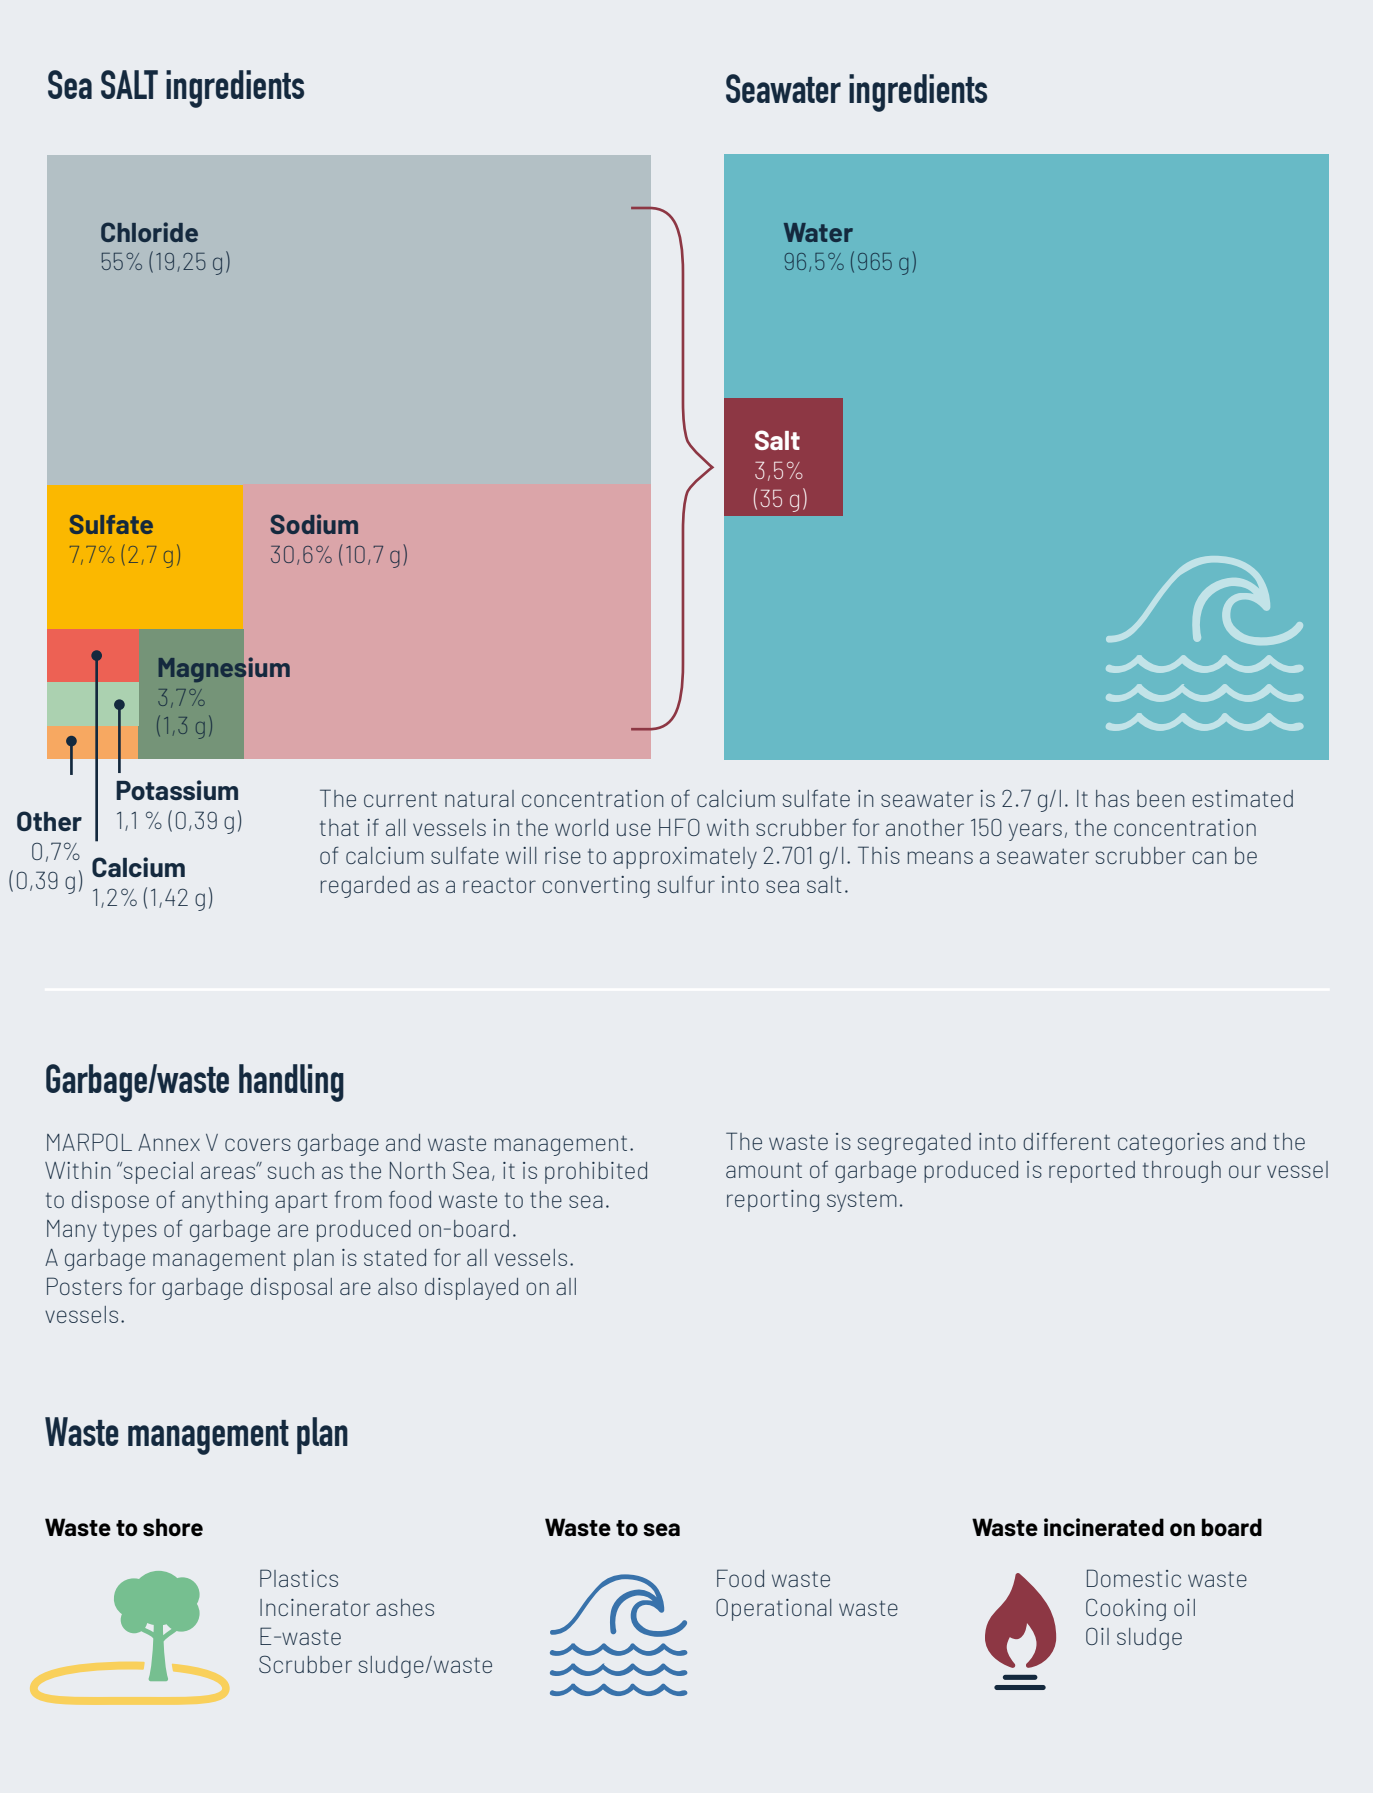 Sea SALT ingredients
Chloride
55% (19,25 g)
Sulfate
7,7% (2,7 g)
Sodium
30,6% (10,7 g)
Magnesium
3,7%
(1,3 g)
Potassium
1,1 % (0,39 g)
Other
0,7%
(0,39 g)
Calcium
1,2% (1,42 g)
Seawater ingredients
Water
96,5% (965 g)
Salt
3,5%
(35 g)
The current natural concentration of calcium sulfate in seawater is 2.7 g/l. It has been estimated
that if all vessels in the world use HFO with scrubber for another 150 years, the concentration
of calcium sulfate will rise to approximately 2.701 g/l. This means a seawater scrubber can be
regarded as a reactor converting sulfur into sea salt.
Garbage/waste handling
MARPOL Annex V covers garbage and waste management.
Within “special areas” such as the North Sea, it is prohibited
to dispose of anything apart from food waste to the sea.
Many types of garbage are produced on-board.
A garbage management plan is stated for all vessels.
Posters for garbage disposal are also displayed on all
vessels.
The waste is segregated into different categories and the
amount of garbage produced is reported through our vessel
reporting system.
Waste management plan
Waste to shore
Plastics
Incinerator ashes
E-waste
Scrubber sludge/waste
Waste to sea
Food waste
Operational waste
Waste incinerated on board
Domestic waste
Cooking oil
Oil sludge